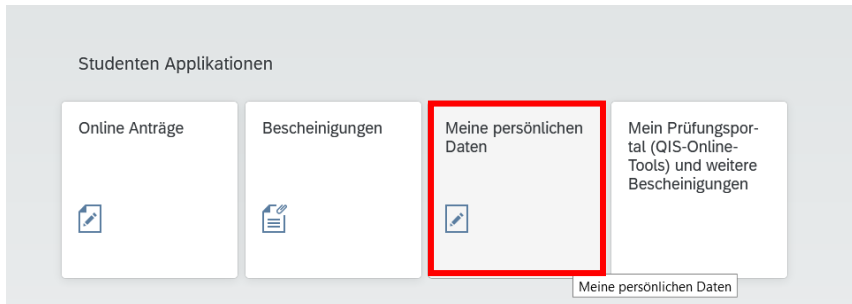 Studenten Applikationen
Online Anträge
Bescheinigungen
Meine persönlichen
Daten
Mein Prüfungspor-
tal (QIS-Online-
Tools) und weitere
Bescheinigungen
Meine persönlichen Daten